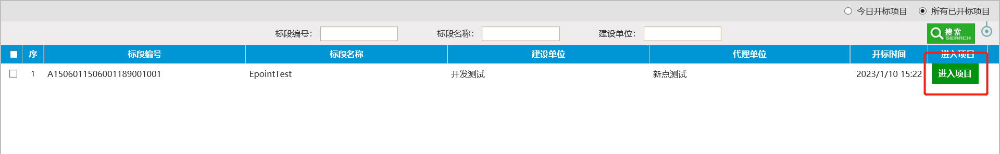 今日开标项目 所有已开标项目
标段编号： 标段名称： 建设单位： 搜索
SEARCH
序 标段编号 标段名称 建设单位 代理单位 开标时间 进入项目
1 A1506011506001189001001 EpointTest 开发测试 新点测试 2023/1/10 15:22 进入项目